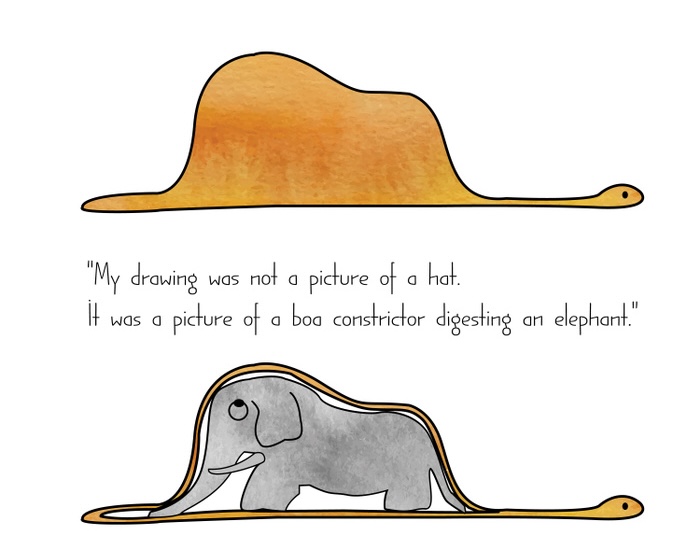 "My drawing was not a picture of a hat.
It was a picture of a boa constrictor digesting an elephant."